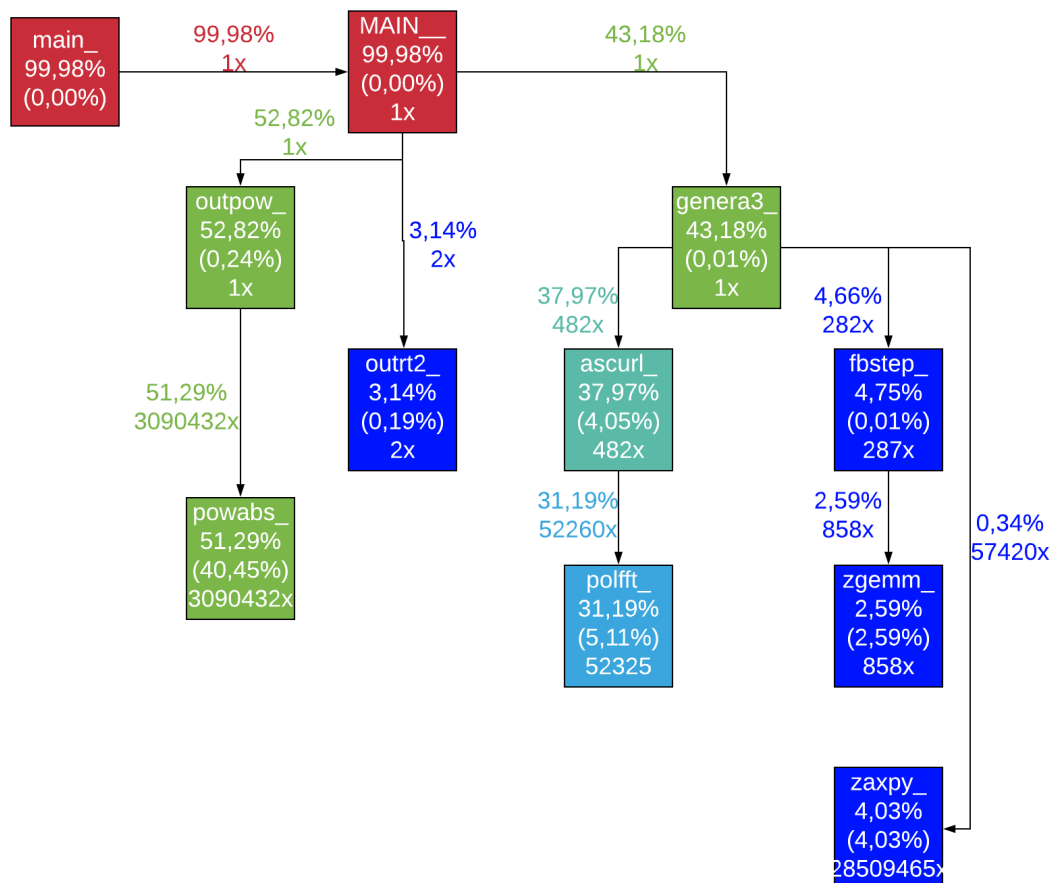 main_
99,98%
(0,00%)
99,98%
1x
MAIN__
99,98%
(0,00%)
1x
43,18%
1x
52,82%
1x
outpow_
52,82%
(0,24%)
1x
3,14%
2x
genera3_
43,18%
(0,01%)
1x
37,97%
482x
4,66%
282x
outrt2_
3,14%
(0,19%)
2x
ascurl_
37,97%
(4,05%)
482x
fbstep_
4,75%
(0,01%)
287x
51,29%
3090432x
31,19%
52260x
2,59%
858x
0,34%
57420x
powabs_
51,29%
(40,45%)
3090432x
polfft_
31,19%
(5,11%)
52325
zgemm_
2,59%
(2,59%)
858x
zaxpy_
4,03%
(4,03%)
28509465x